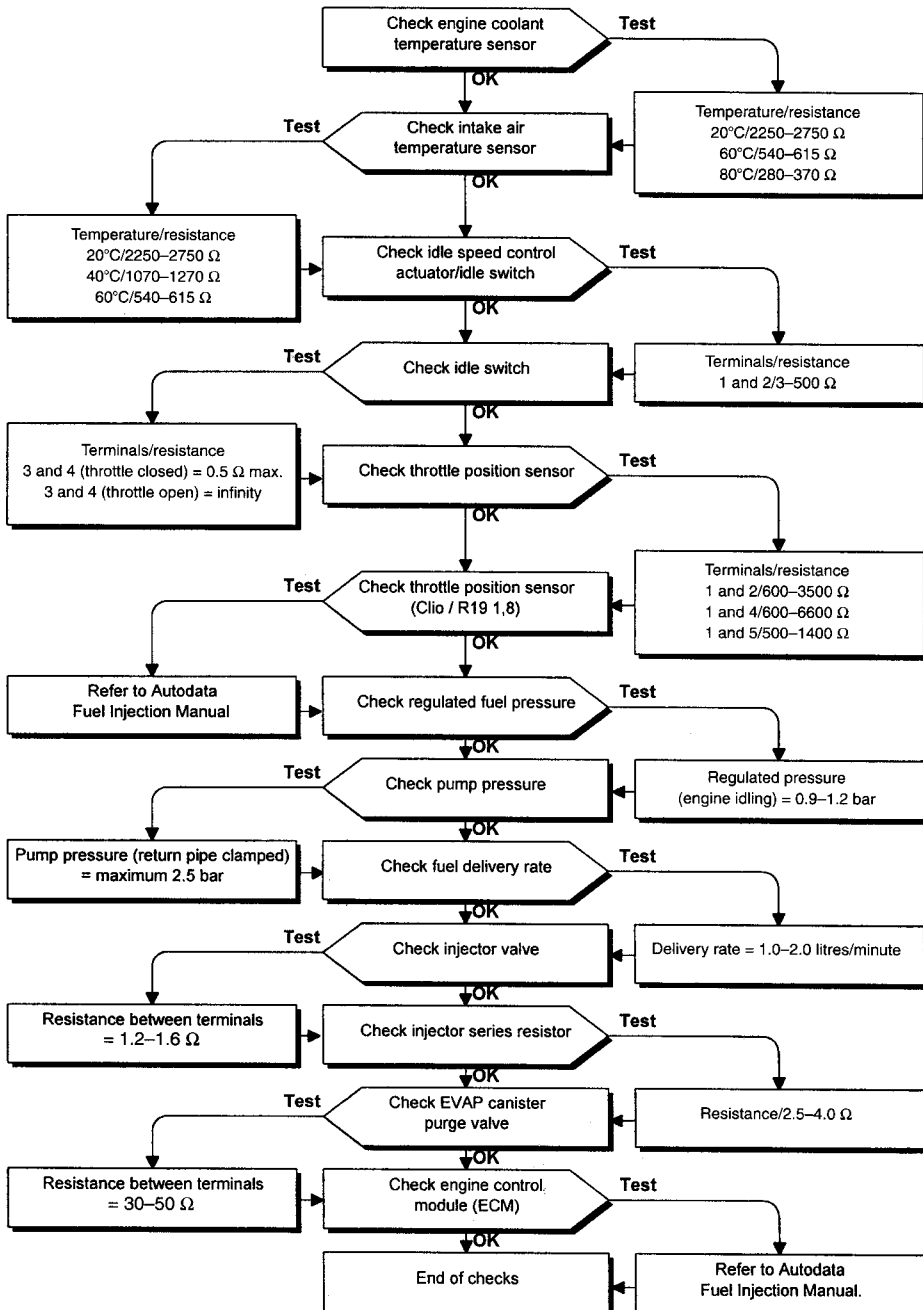 Check engine coolant
temperature sensor
Test
OK
Temperature/resistance
20°C/2250–2750 Ω
60°C/540–615 Ω
80°C/280–370 Ω
Test
Check intake air
temperature sensor
OK
Temperature/resistance
20°C/2250–2750 Ω
40°C/1070–1270 Ω
60°C/540–615 Ω
Check idle speed control
actuator/idle switch
Test
OK
Terminals/resistance
1 and 2/3–500 Ω
Test
Check idle switch
OK
Terminals/resistance
3 and 4 (throttle closed) = 0.5 Ω max.
3 and 4 (throttle open) = infinity
Check throttle position sensor
Test
OK
Terminals/resistance
1 and 2/600–3500 Ω
1 and 4/600–6600 Ω
1 and 5/500–1400 Ω
Test
Check throttle position sensor
(Clio / R19 1,8)
OK
Refer to Autodata
Fuel Injection Manual
Check regulated fuel pressure
Test
OK
Regulated pressure
(engine idling) = 0.9–1.2 bar
Test
Check pump pressure
OK
Pump pressure (return pipe clamped)
= maximum 2.5 bar
Check fuel delivery rate
Test
OK
Delivery rate = 1.0–2.0 litres/minute
Test
Check injector valve
OK
Resistance between terminals
= 1.2–1.6 Ω
Check injector series resistor
Test
OK
Resistance/2.5–4.0 Ω
Test
Check EVAP canister
purge valve
OK
Resistance between terminals
= 30–50 Ω
Check engine control
module (ECM)
Test
OK
Refer to Autodata
Fuel Injection Manual.
End of checks